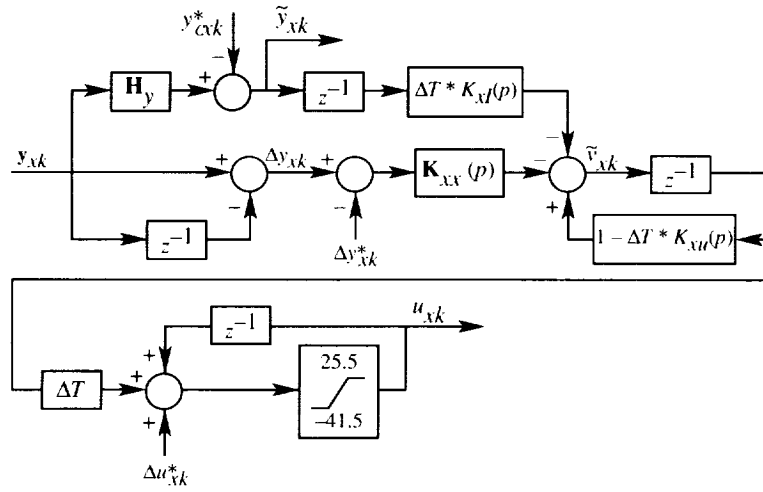 y*cxk
ỹxk
−
+
Hy
z⁻¹
ΔT * KxI(p)
−
yxk
+
Δyxk
+
Kxx (p)
−
ṽxk
z⁻¹
−
−
+
z⁻¹
Δy*xk
1 − ΔT * Kxu(p)
uxk
z⁻¹
+
25.5
ΔT
+
−41.5
+
Δu*xk